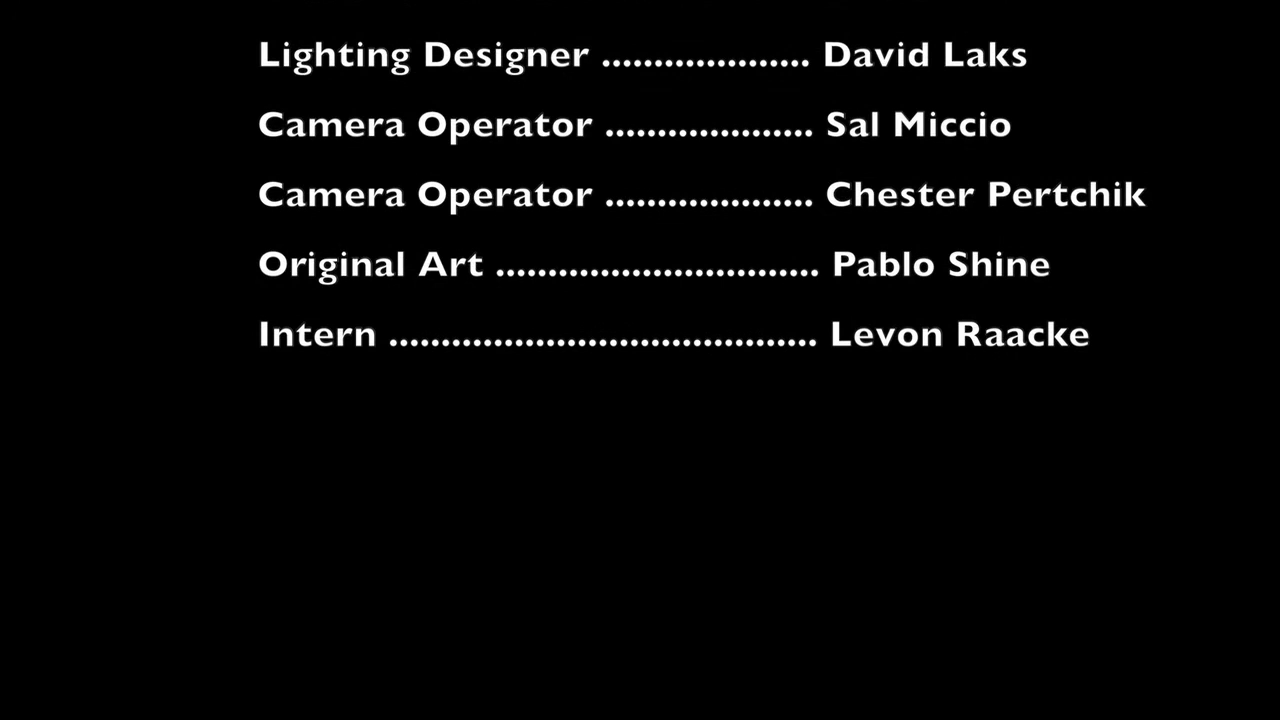 Lighting Designer .................... David Laks
Camera Operator .................... Sal Miccio
Camera Operator .................... Chester Pertchik
Original Art ............................... Pablo Shine
Intern ......................................... Levon Raacke